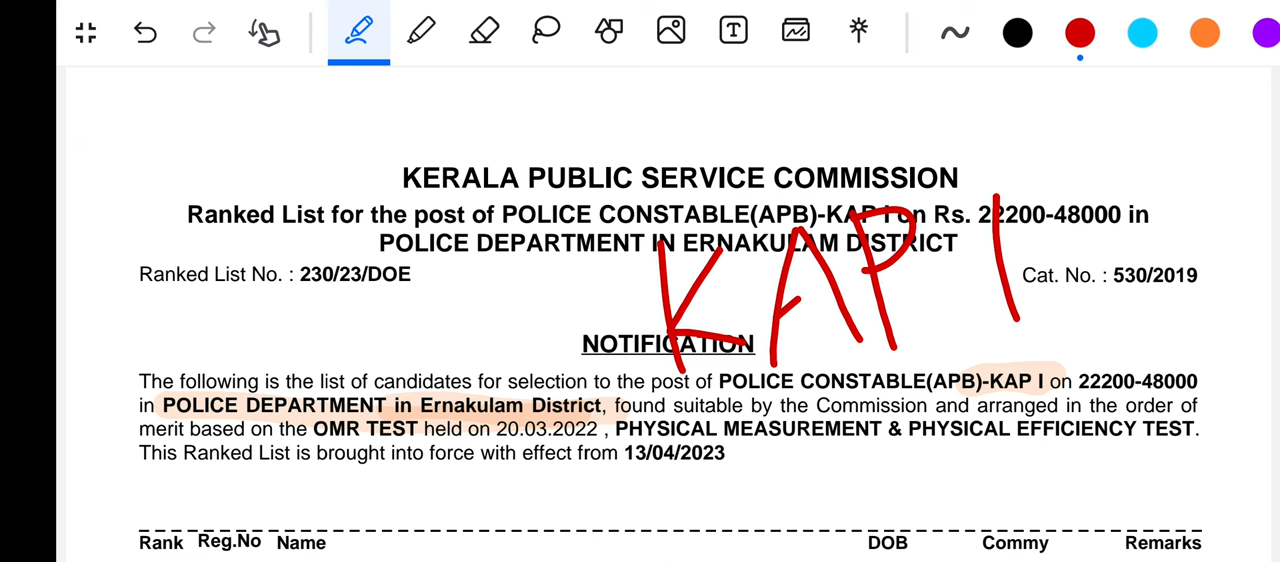 KERALA PUBLIC SERVICE COMMISSION
Ranked List for the post of POLICE CONSTABLE(APB)-KAP I on Rs. 22200-48000 in
POLICE DEPARTMENT IN ERNAKULAM DISTRICT
Ranked List No. : 230/23/DOE Cat. No. : 530/2019
KAP I
NOTIFICATION
The following is the list of candidates for selection to the post of POLICE CONSTABLE(APB)-KAP I on 22200-48000
in POLICE DEPARTMENT in Ernakulam District, found suitable by the Commission and arranged in the order of
merit based on the OMR TEST held on 20.03.2022 , PHYSICAL MEASUREMENT & PHYSICAL EFFICIENCY TEST.
This Ranked List is brought into force with effect from 13/04/2023
Rank Reg.No Name DOB Commy Remarks